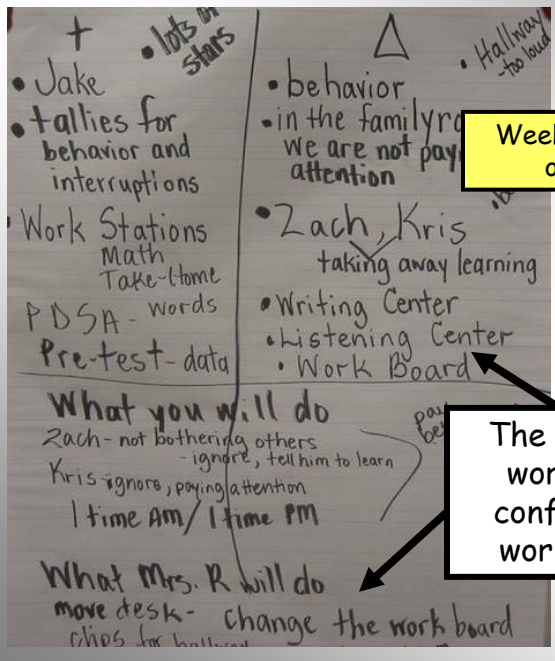 +
• lots of
stars
• Jake
• tallies for
behavior and
interruptions
• Work Stations
Math
Take-Home
PDSA - words
Pre-test - data
Δ
• Hallway
- too loud
• behavior
• in the familyro
we are not pay
attention
• Zach, Kris
taking away learning
• Writing Center
• Listening Center
• Work Board
Week
The
wor
conf
wor
What you will do
Zach - not bothering others
- ignore, tell him to learn
Kris - ignore, paying attention
1 time AM / 1 time PM
What Mrs. R will do
move desk - change the work board
clips for hallway